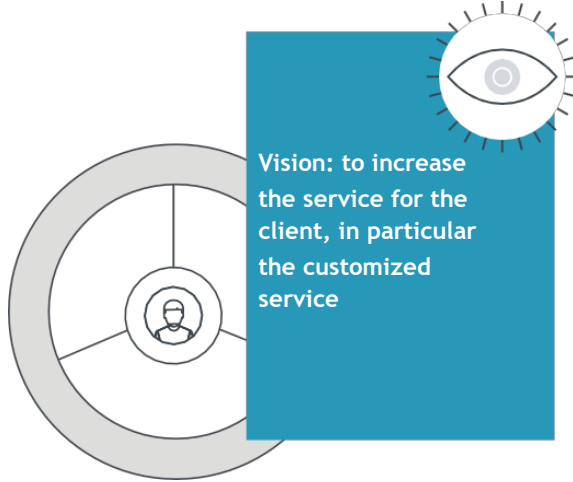 Vision: to increase
the service for the
client, in particular
the customized
service